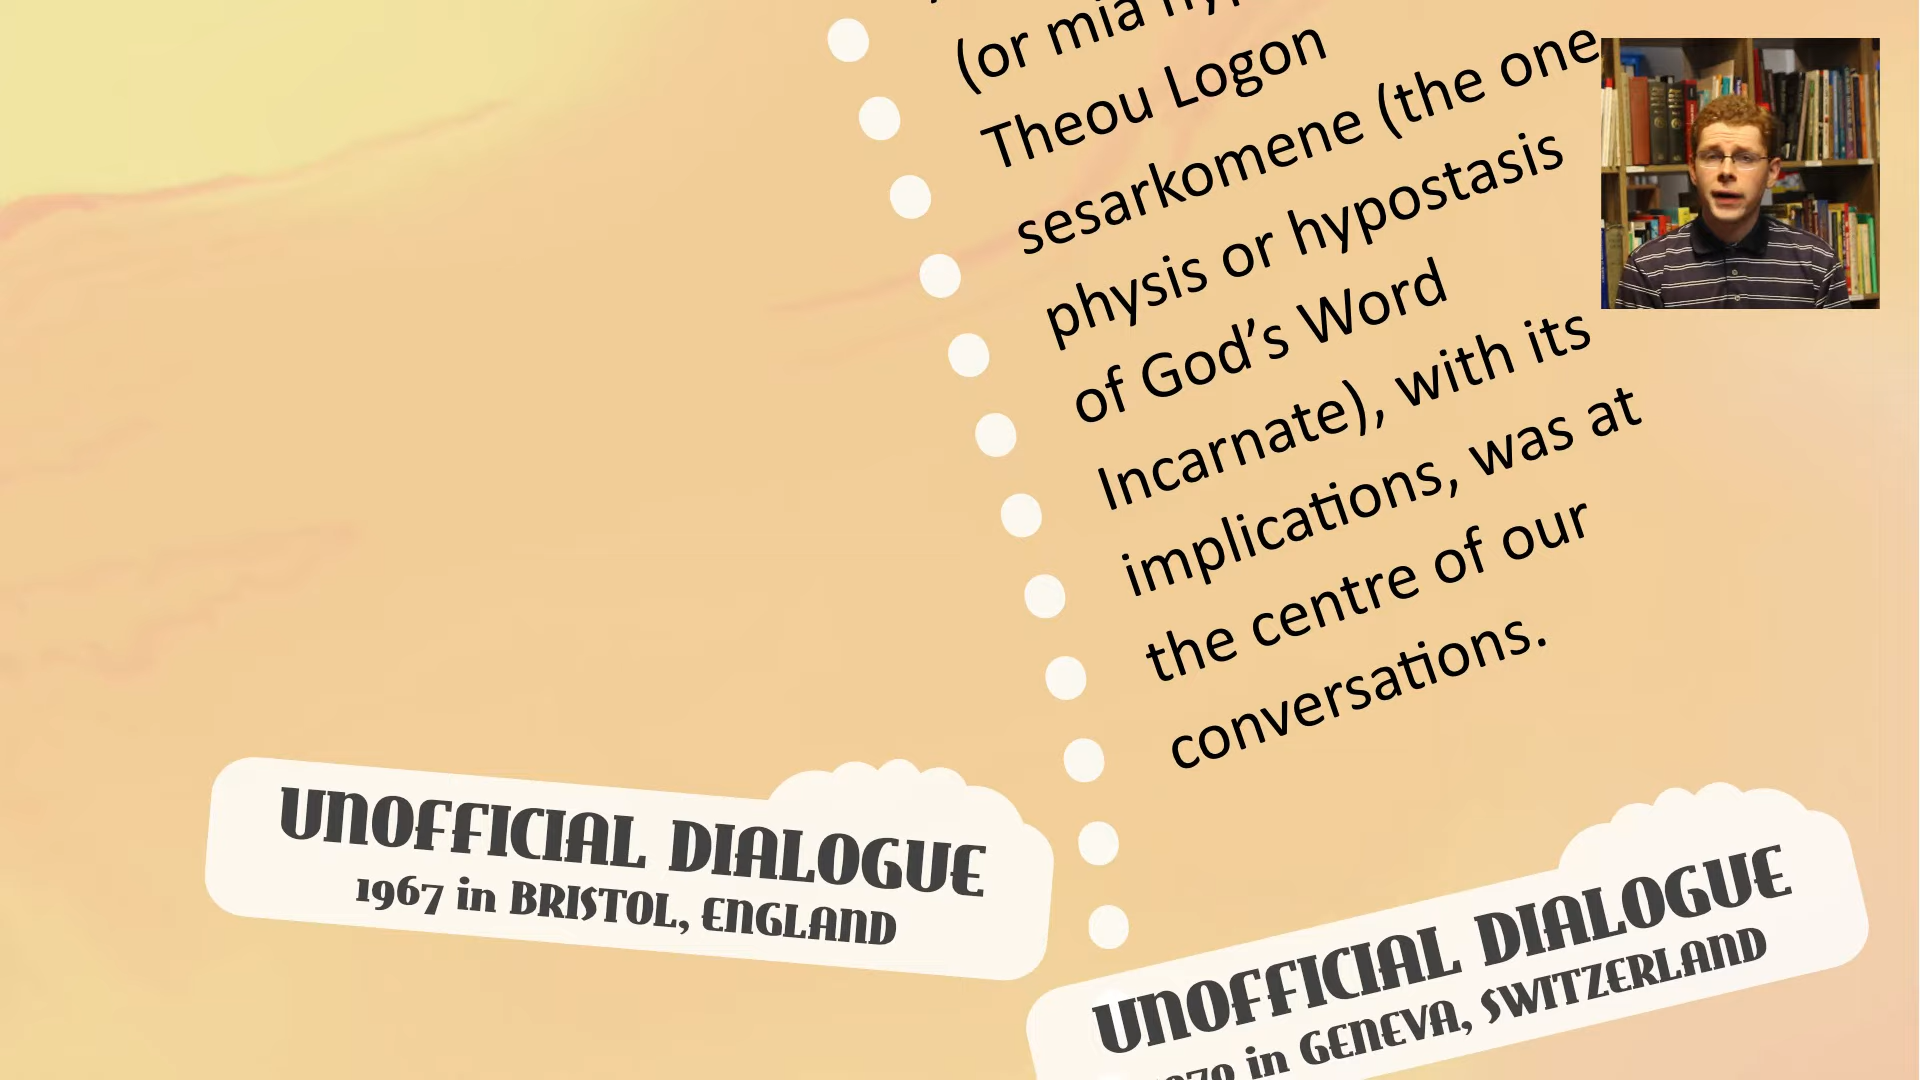 (or mia
Theou Logon
sesarkomene (the one
physis or hypostasis
of God’s Word
Incarnate), with its
implications, was at
the centre of our
conversations.
UNOFFICIAL DIALOGUE
1967 in BRISTOL, ENGLAND
UNOFFICIAL DIALOGUE
in GENEVA, SWITZERLAND